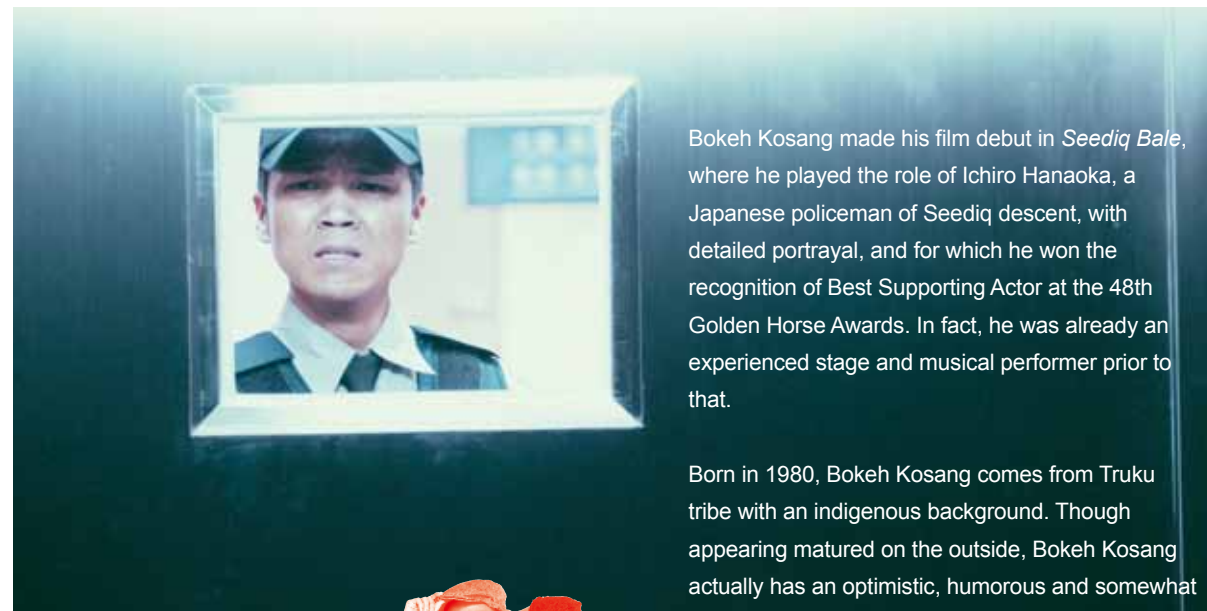 Bokeh Kosang made his film debut in Seediq Bale,
where he played the role of Ichiro Hanaoka, a
Japanese policeman of Seediq descent, with
detailed portrayal, and for which he won the
recognition of Best Supporting Actor at the 48th
Golden Horse Awards. In fact, he was already an
experienced stage and musical performer prior to
that.
Born in 1980, Bokeh Kosang comes from Truku
tribe with an indigenous background. Though
appearing matured on the outside, Bokeh Kosang
actually has an optimistic, humorous and somewhat